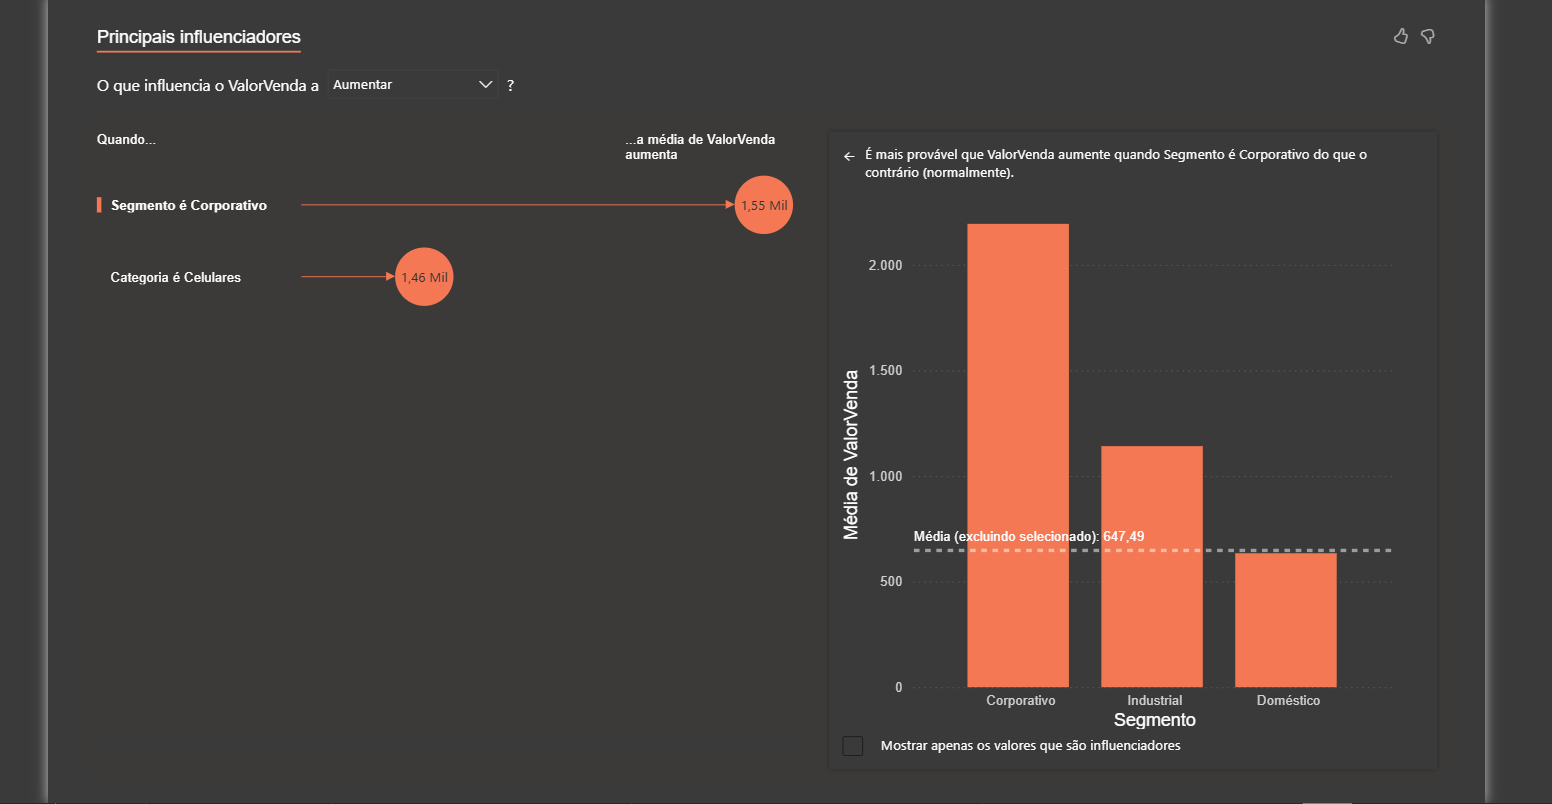 Principais influenciadores
O que influencia o ValorVenda a Aumentar ?
Quando...
...a média de ValorVenda
aumenta
Segmento é Corporativo
1,55 Mil
Categoria é Celulares
1,46 Mil
É mais provável que ValorVenda aumente quando Segmento é Corporativo do que o
contrário (normalmente).
Média de ValorVenda
2.000
1.500
1.000
500
0
Média (excluindo selecionado): 647,49
Corporativo Industrial Doméstico
Segmento
Mostrar apenas os valores que são influenciadores